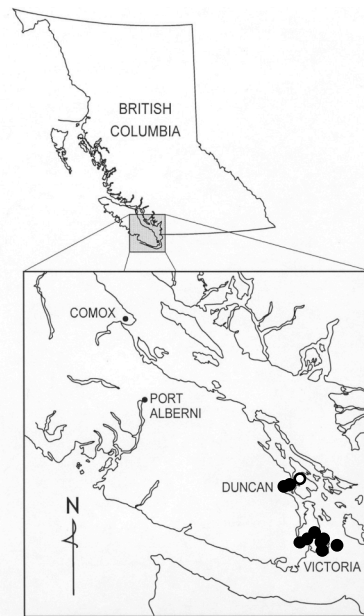 BRITISH
COLUMBIA
COMOX
PORT
ALBERNI
DUNCAN
N
VICTORIA